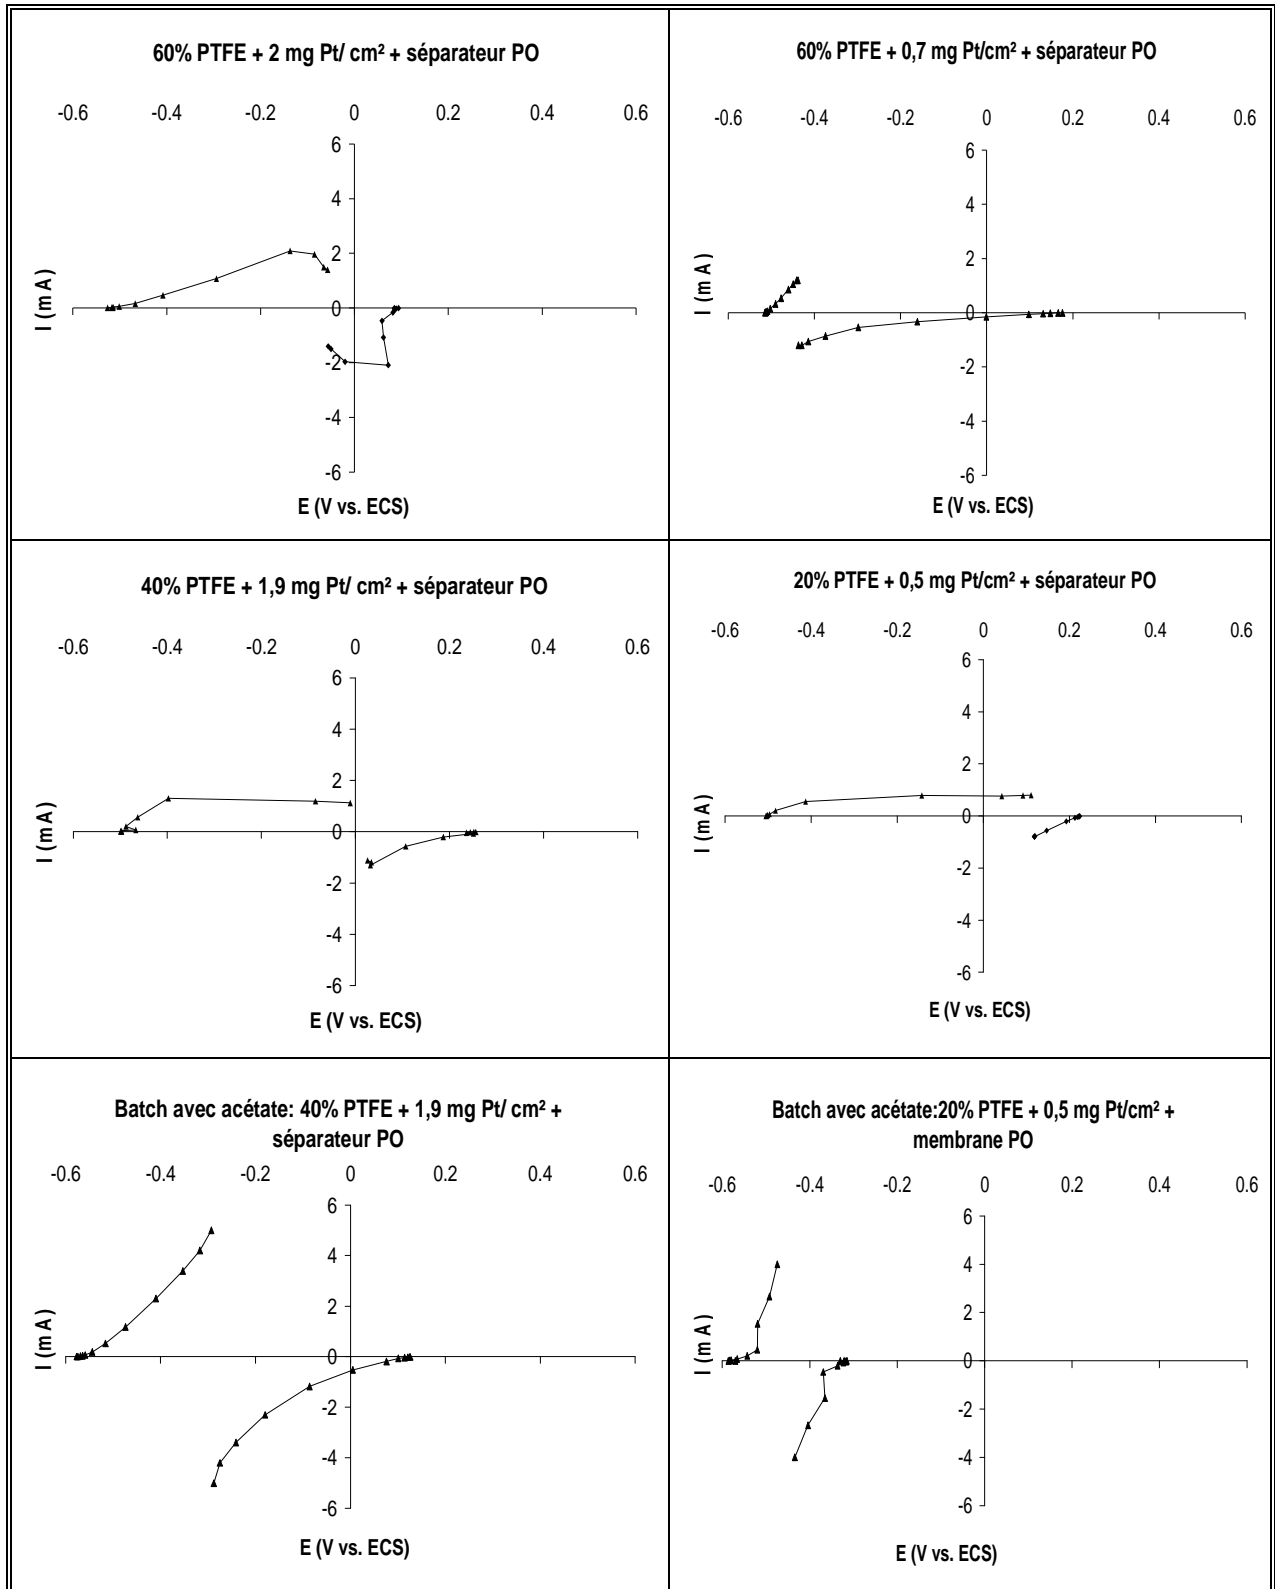 60% PTFE + 2 mg Pt/ cm² + séparateur PO
-0.6 -0.4 -0.2 0 0.2 0.4 0.6
6
4
2
0
-2
-4
-6
I (mA)
E (V vs. ECS)
60% PTFE + 0,7 mg Pt/cm² + séparateur PO
-0.6 -0.4 -0.2 0 0.2 0.4 0.6
6
4
2
0
-2
-4
-6
I (mA)
E (V vs. ECS)
40% PTFE + 1,9 mg Pt/ cm² + séparateur PO
-0.6 -0.4 -0.2 0 0.2 0.4 0.6
6
4
2
0
-2
-4
-6
I (mA)
E (V vs. ECS)
20% PTFE + 0,5 mg Pt/cm² + séparateur PO
-0.6 -0.4 -0.2 0 0.2 0.4 0.6
6
4
2
0
-2
-4
-6
I (mA)
E (V vs. ECS)
Batch avec acétate: 40% PTFE + 1,9 mg Pt/ cm² +
séparateur PO
-0.6 -0.4 -0.2 0 0.2 0.4 0.6
6
4
2
0
-2
-4
-6
I (mA)
E (V vs. ECS)
Batch avec acétate:20% PTFE + 0,5 mg Pt/cm² +
membrane PO
-0.6 -0.4 -0.2 0 0.2 0.4 0.6
6
4
2
0
-2
-4
-6
I (mA)
E (V vs. ECS)